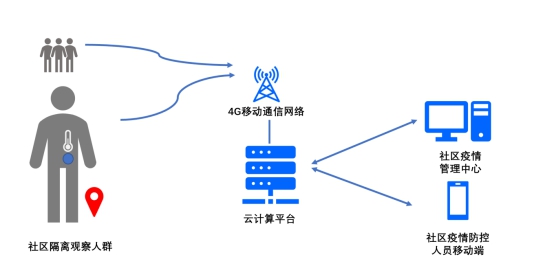 4G移动通信网络
云计算平台
社区隔离观察人群
社区疫情
管理中心
社区疫情防控
人员移动端